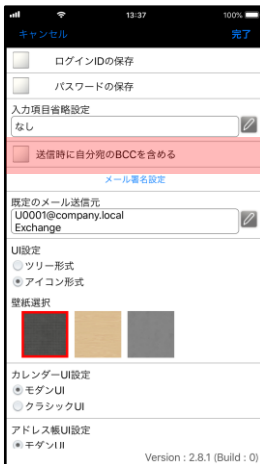 13:37 100%
キャンセル 完了
ログインIDの保存
パスワードの保存
入力項目省略設定
なし
送信時に自分宛のBCCを含める
メール署名設定
既定のメール送信元
U0001@company.local
Exchange
UI設定
ツリー形式
アイコン形式
壁紙選択
カレンダーUI設定
モダンUI
クラシックUI
アドレス帳UI設定
モダンUI
Version : 2.8.1 (Build : 0)